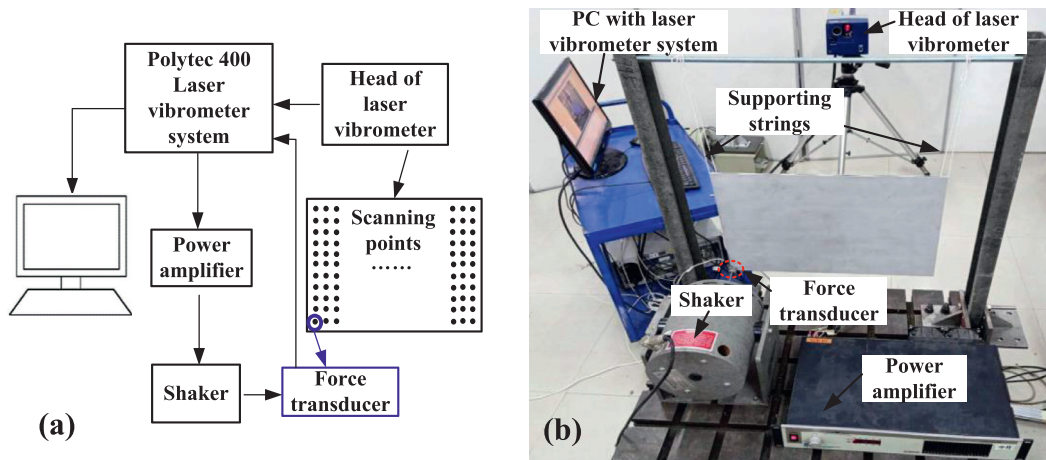 Polytec 400
Laser
vibrometer
system
Head of
laser
vibrometer
Scanning
points
......
Power
amplifier
Shaker
Force
transducer
(a)
PC with laser
vibrometer system
Head of laser
vibrometer
Supporting
strings
Shaker
Force
transducer
Power
amplifier
(b)